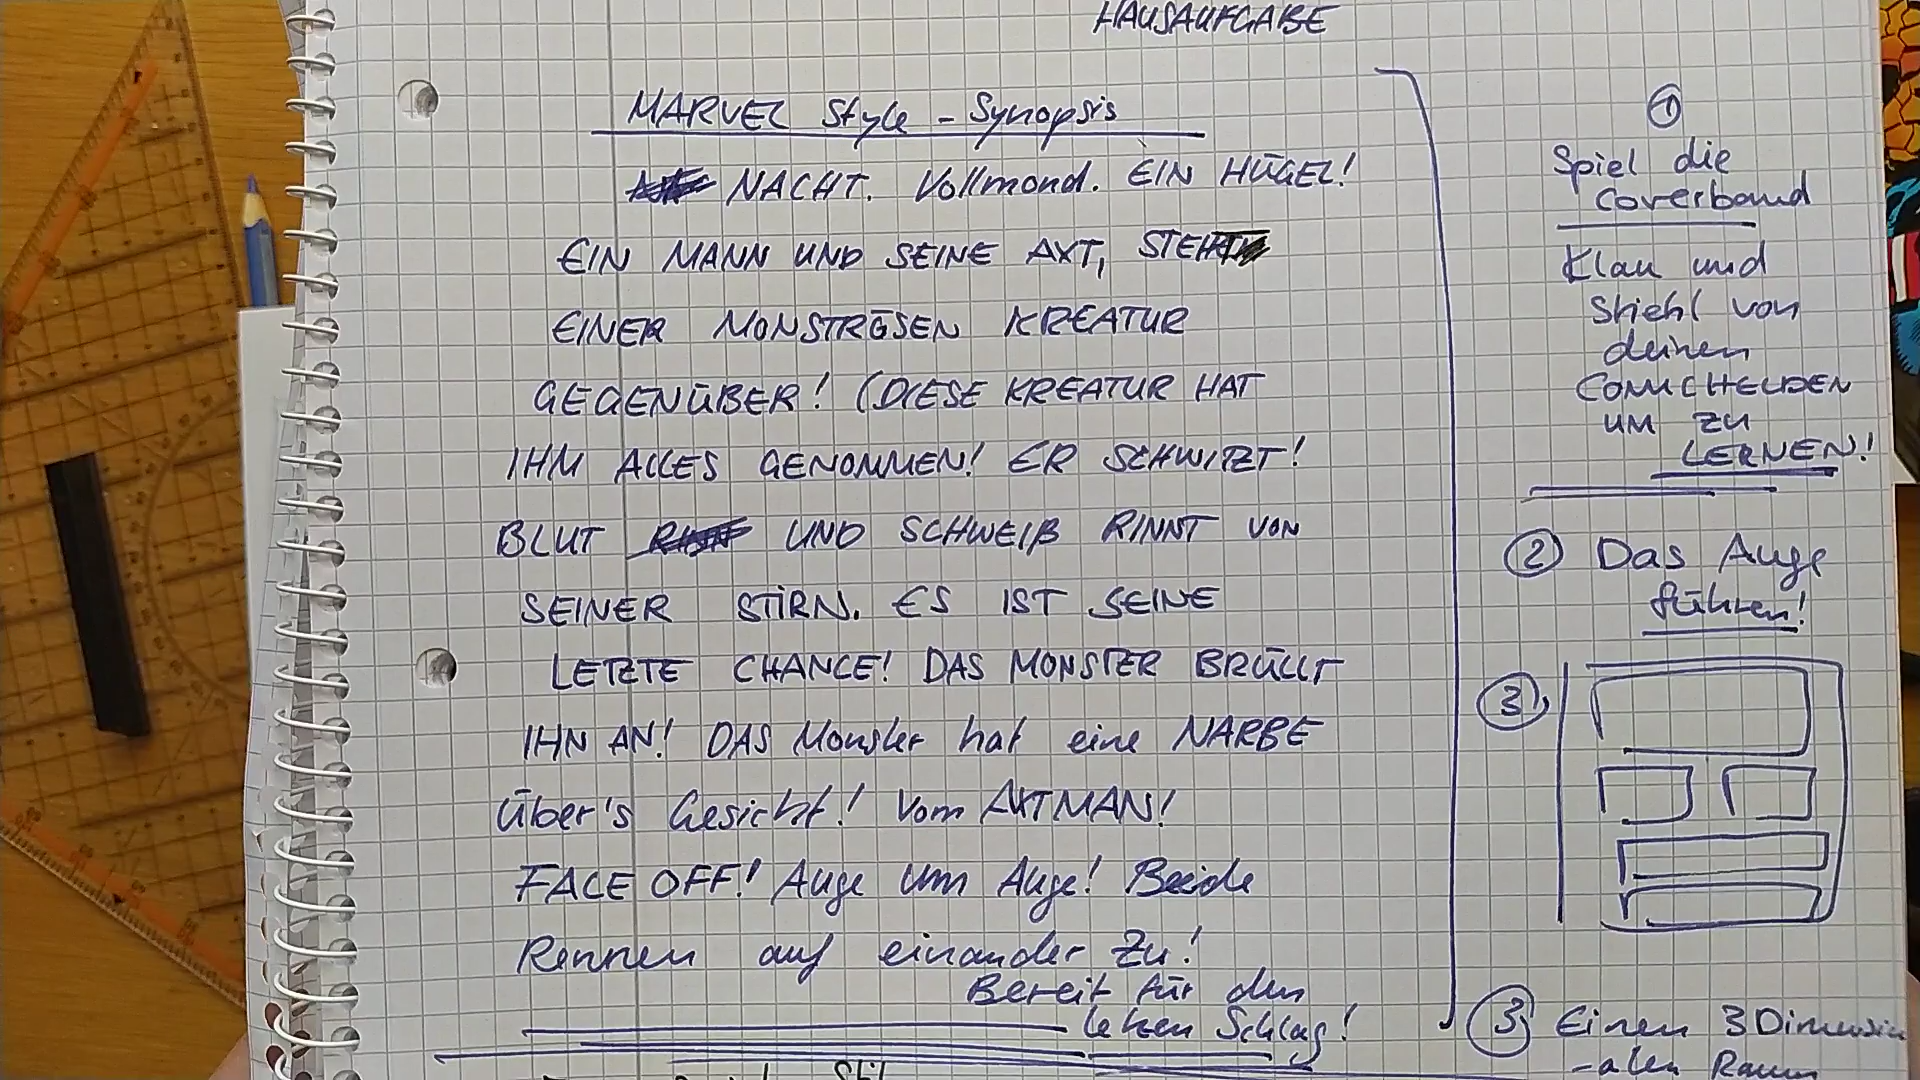 HAUSAUFGABE
MARVEL Style - Synopsis
NACHT. Vollmond. EIN HÜGEL!
EIN MANN UND SEINE AXT, STEHT
EINER MONSTRÖSEN KREATUR
GEGENÜBER! (DIESE KREATUR HAT
IHM ALLES GENOMMEN! ER SCHWITZT!
BLUT UND SCHWEIß RINNT VON
SEINER STIRN. ES IST SEINE
LETZTE CHANCE! DAS MONSTER BRÜLLT
IHN AN! DAS Monster hat eine NARBE
Über's Gesicht! Vom AXTMAN!
FACE OFF! Auge um Auge! Beide
Rennen auf einander zu!
Bereit für den
letzten Schlag!
1
Spiel die
Coverband
Klau und
Stiehl von
deinen
COMICHELDEN
UM ZU
LERNEN!
2 Das Auge
führen!
3
3 Einen 3 Dimensio
-alen Raum